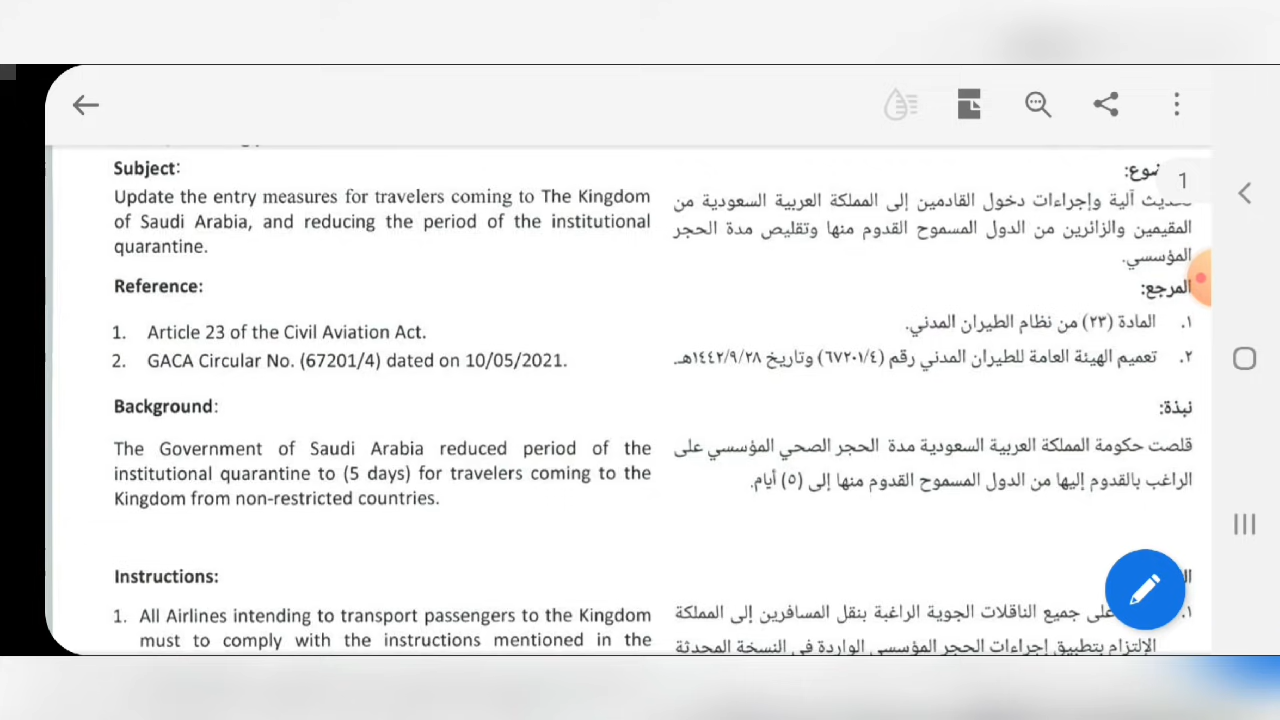 Subject:
Update the entry measures for travelers coming to The Kingdom
of Saudi Arabia, and reducing the period of the institutional
quarantine.
Reference:
1. Article 23 of the Civil Aviation Act.
2. GACA Circular No. (67201/4) dated on 10/05/2021.
Background:
The Government of Saudi Arabia reduced period of the
institutional quarantine to (5 days) for travelers coming to the
Kingdom from non-restricted countries.
Instructions:
1. All Airlines intending to transport passengers to the Kingdom
must to comply with the instructions mentioned in the
1
آلية وإجراءات دخول القادمين إلى المملكة العربية السعودية من
المقيمين والزائرين من الدول المسموح القدوم منها وتقليص مدة الحجر
المؤسسي.
المرجع:
١. المادة (٢٣) من نظام الطيران المدني.
٢. تعميم الهيئة العامة للطيران المدني رقم (٦٧٢٠١/٤) وتاريخ ١٤٤٢/٩/٢٨هـ.
نبذة:
قلصت حكومة المملكة العربية السعودية مدة الحجر الصحي المؤسسي على
الراغب بالقدوم إليها من الدول المسموح القدوم منها إلى (٥) أيام.
١. على جميع الناقلات الجوية الراغبة بنقل المسافرين إلى المملكة
الإلتزام بتطبيق إجراءات الحجر المؤسسي الواردة في النسخة المحدثة